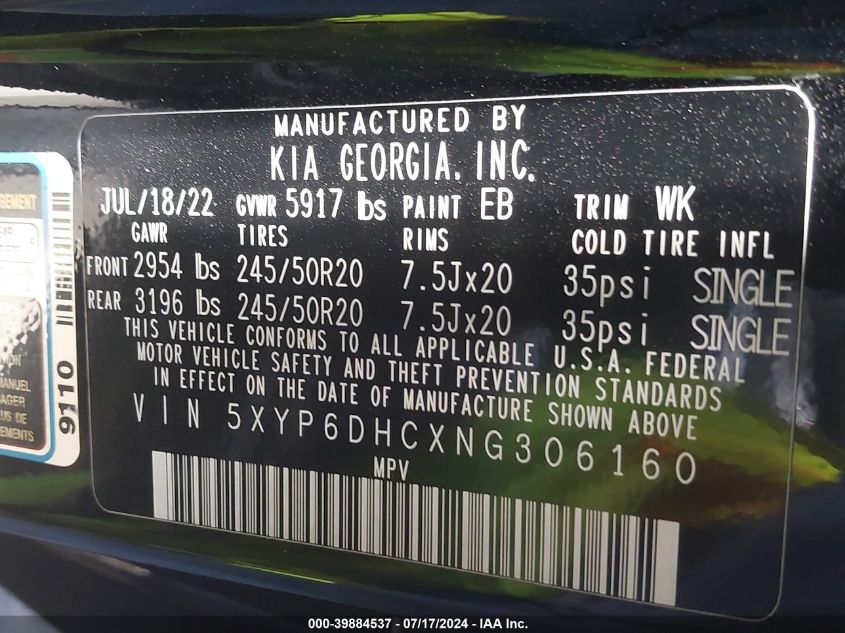 MANUFACTURED BY
KIA GEORGIA, INC.
JUL/18/22 GVWR 5917 lbs PAINT EB TRIM WK
GAWR TIRES RIMS COLD TIRE INFL
FRONT 2954 lbs 245/50R20 7.5Jx20 35psi SINGLE
REAR 3196 lbs 245/50R20 7.5Jx20 35psi SINGLE
THIS VEHICLE CONFORMS TO ALL APPLICABLE U.S.A. FEDERAL
MOTOR VEHICLE SAFETY AND THEFT PREVENTION STANDARDS
IN EFFECT ON THE DATE OF MANUFACTURE SHOWN ABOVE
VIN 5XYP6DHCXNG306160
MPV
9110
000-39884537 - 07/17/2024 - IAA Inc.